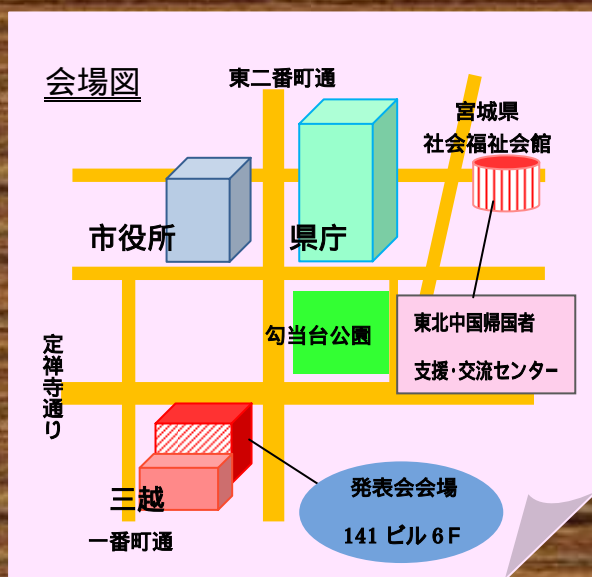 会場図
東二番町通
宮城県
社会福祉会館
市役所
県庁
勾当台公園
東北中国帰国者
支援・交流センター
定禅寺通り
三越
一番町通
発表会会場
141 ビル 6F